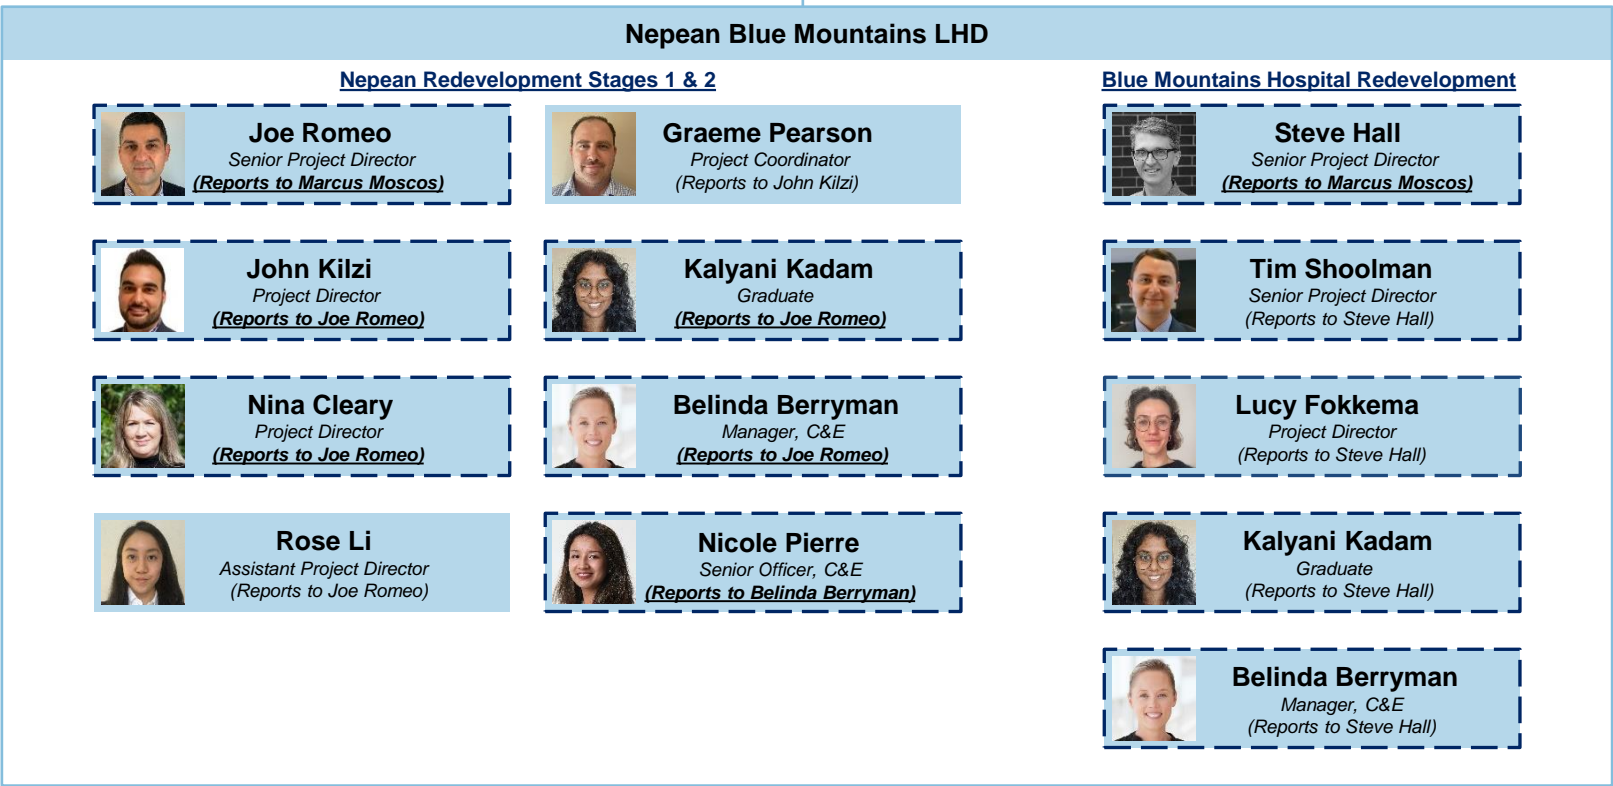 Nepean Blue Mountains LHD
Nepean Redevelopment Stages 1 & 2
Joe Romeo
Senior Project Director
(Reports to Marcus Moscos)
Graeme Pearson
Project Coordinator
(Reports to John Kilzi)
John Kilzi
Project Director
(Reports to Joe Romeo)
Kalyani Kadam
Graduate
(Reports to Joe Romeo)
Nina Cleary
Project Director
(Reports to Joe Romeo)
Belinda Berryman
Manager, C&E
(Reports to Joe Romeo)
Rose Li
Assistant Project Director
(Reports to Joe Romeo)
Nicole Pierre
Senior Officer, C&E
(Reports to Belinda Berryman)
Blue Mountains Hospital Redevelopment
Steve Hall
Senior Project Director
(Reports to Marcus Moscos)
Tim Shoolman
Senior Project Director
(Reports to Steve Hall)
Lucy Fokkema
Project Director
(Reports to Steve Hall)
Kalyani Kadam
Graduate
(Reports to Steve Hall)
Belinda Berryman
Manager, C&E
(Reports to Steve Hall)